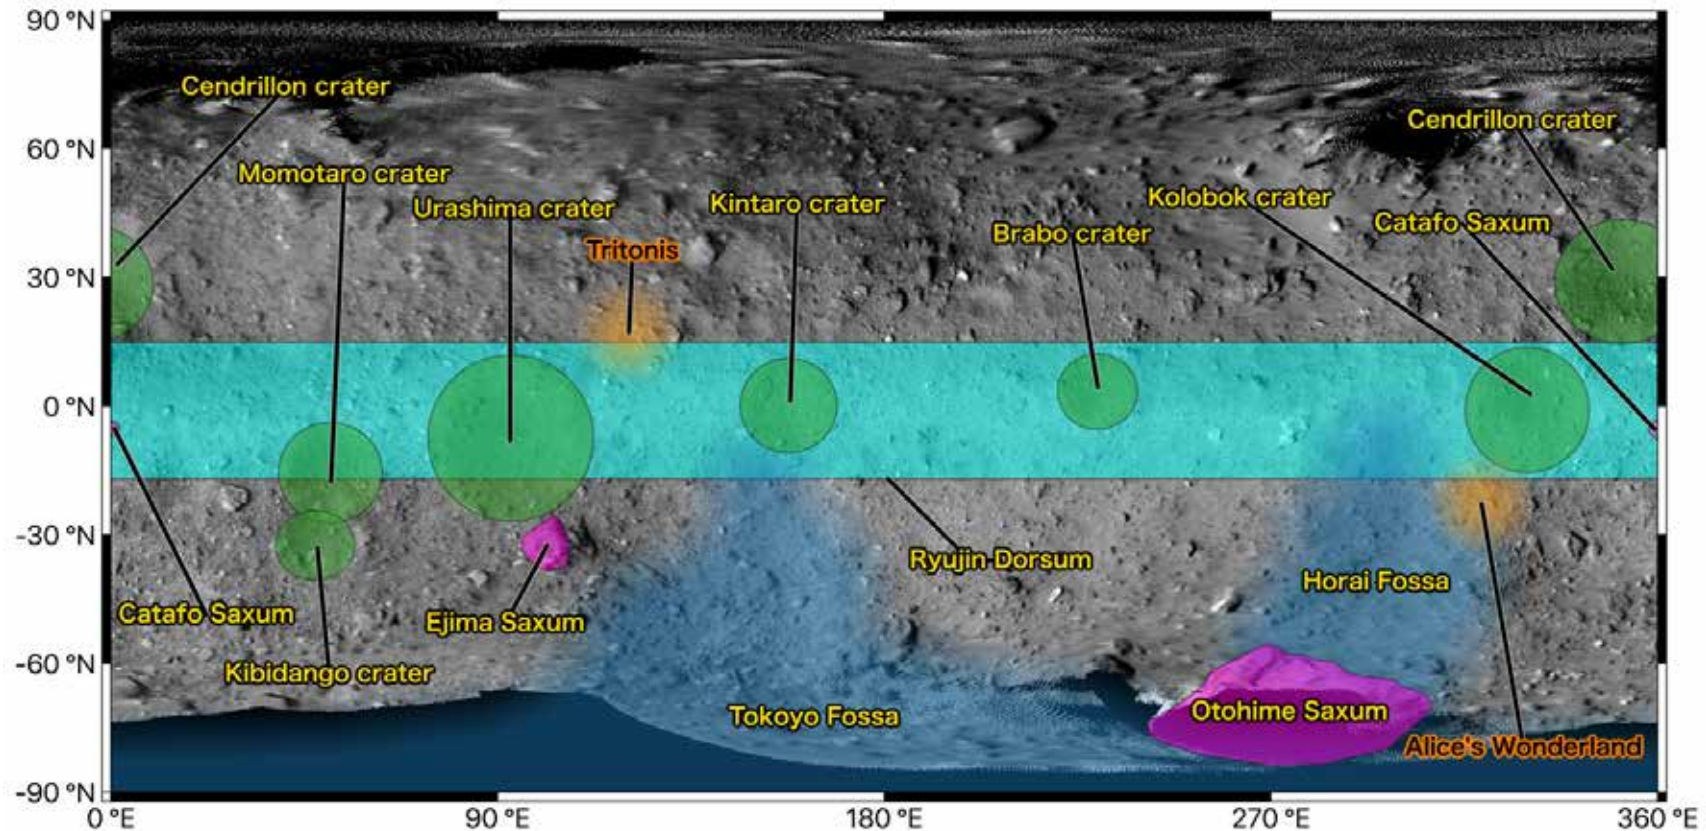 90 °N
Cendrillon crater
Cendrillon crater
60 °N
Momotaro crater
Urashima crater
Kintaro crater
Kolobok crater
Catafo Saxum
Brabo crater
Tritonis
30 °N
0 °N
-30 °N
Ryujin Dorsum
Horai Fossa
Catafo Saxum
Ejima Saxum
-60 °N
Kibidango crater
Tokoyo Fossa
Otohime Saxum
Alice's Wonderland
-90 °N
0 °E
90 °E
180 °E
270 °E
360 °E